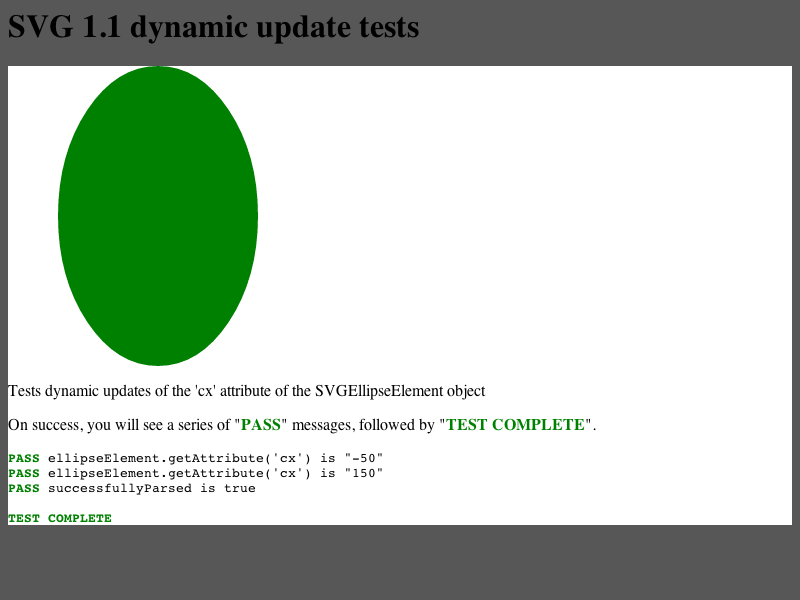 SVG 1.1 dynamic update tests
Tests dynamic updates of the 'cx' attribute of the SVGEllipseElement object
On success, you will see a series of "PASS" messages, followed by "TEST COMPLETE".
PASS ellipseElement.getAttribute('cx') is "-50"
PASS ellipseElement.getAttribute('cx') is "150"
PASS successfullyParsed is true
TEST COMPLETE